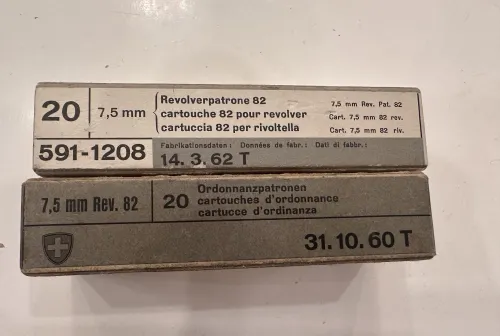 20
7,5 mm
Revolverpatrone 82
cartouche 82 pour revolver
cartuccia 82 per rivoltella
7,5 mm Rev. Pat. 82
Cart. 7,5 mm 82 rev.
Cart. 7,5 mm 82 riv.
591-1208
Fabrikationsdaten: Données de fabr.: Dati di fabbr.:
14. 3. 62 T
7,5 mm Rev. 82
20
Ordonnanzpatronen
cartouches d'ordonnance
cartucce d'ordinanza
31. 10. 60 T